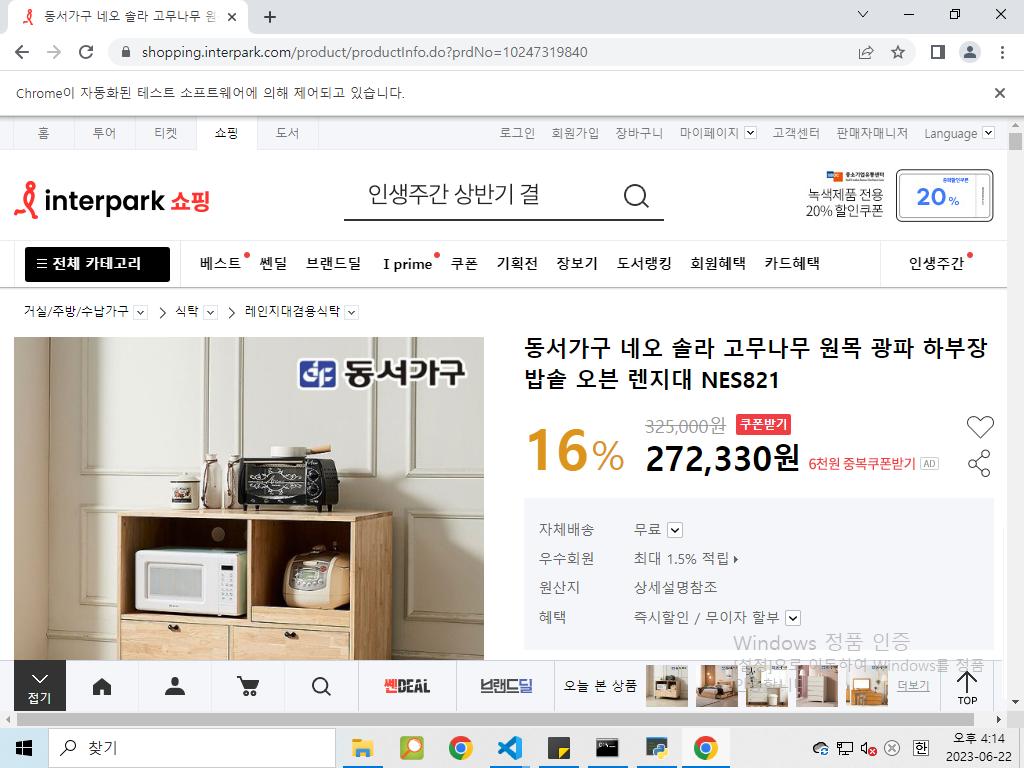 동서가구 네오 솔라 고무나무 원
shopping.interpark.com/product/productInfo.do?prdNo=10247319840
Chrome이 자동화된 테스트 소프트웨어에 의해 제어되고 있습니다.
홈 투어 티켓 쇼핑 도서 로그인 회원가입 장바구니 마이페이지 고객센터 판매자매니저 Language
interpark 쇼핑
인생주간 상반기 결
중소기업유통센터
녹색제품 전용
20% 할인쿠폰
20%
전체 카테고리 베스트 쎈딜 브랜드딜 I prime 쿠폰 기획전 장보기 도서랭킹 회원혜택 카드혜택 인생주간
거실/주방/수납가구 식탁 레인지대겸용식탁
동서가구
동서가구 네오 솔라 고무나무 원목 광파 하부장
밥솥 오븐 렌지대 NES821
16%
325,000원 쿠폰받기
272,330원 6천원 중복쿠폰받기 AD
자체배송 무료
우수회원 최대 1.5% 적립
원산지 상세설명참조
혜택 즉시할인 / 무이자 할부
Windows 정품 인증
[설정]으로 이동하여 Windows를 정품
접기
쎈DEAL
브랜드딜
오늘 본 상품
더보기
TOP
찾기
한
오후 4:14
2023-06-22